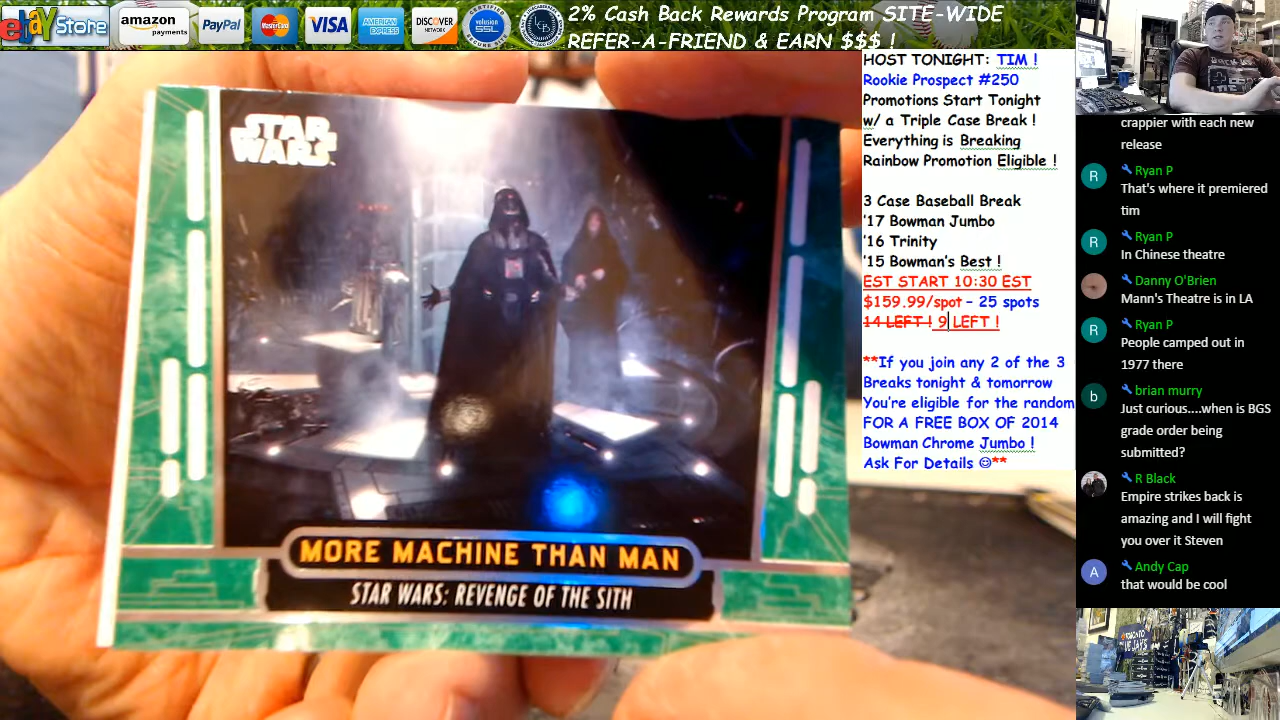 ebay Store
amazon
payments
PayPal
MasterCard
VISA
AMERICAN
EXPRESS
DISCOVER
NETWORK
volusion
SSL
2% Cash Back Rewards Program SITE-WIDE
REFER-A-FRIEND & EARN $$$ !
STAR
WARS
MORE MACHINE THAN MAN
STAR WARS: REVENGE OF THE SITH
HOST TONIGHT: TIM !
Rookie Prospect #250
Promotions Start Tonight
w/ a Triple Case Break !
Everything is Breaking
Rainbow Promotion Eligible !
3 Case Baseball Break
'17 Bowman Jumbo
'16 Trinity
'15 Bowman's Best !
EST START 10:30 EST
$159.99/spot – 25 spots
14 LEFT ! 9 LEFT !
**If you join any 2 of the 3
Breaks tonight & tomorrow
You're eligible for the random
FOR A FREE BOX OF 2014
Bowman Chrome Jumbo !
Ask For Details ☺**
crappier with each new
release
R
Ryan P
That's where it premiered
tim
R
Ryan P
In Chinese theatre
Danny O'Brien
Mann's Theatre is in LA
R
Ryan P
People camped out in
1977 there
b
brian murry
Just curious....when is BGS
grade order being
submitted?
R Black
Empire strikes back is
amazing and I will fight
you over it Steven
A
Andy Cap
that would be cool